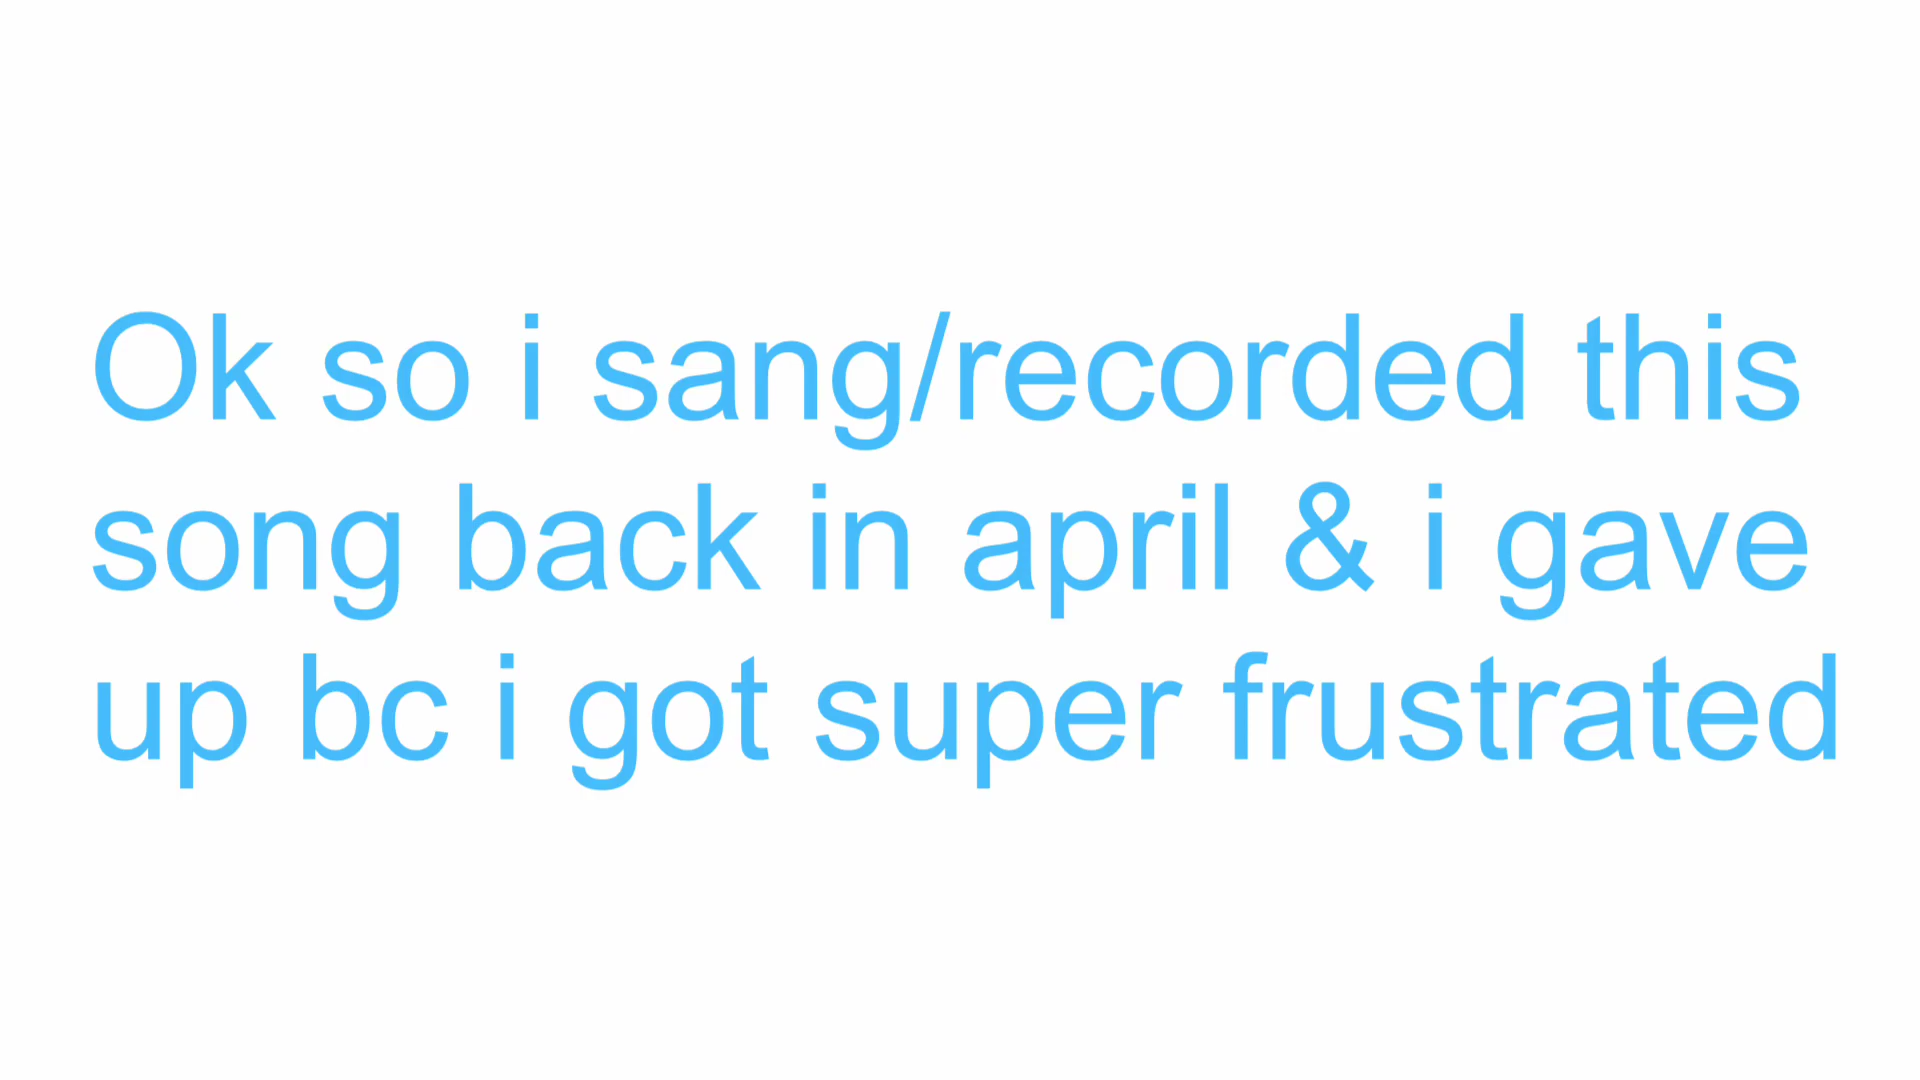 Ok so i sang/recorded this
song back in april & i gave
up bc i got super frustrated